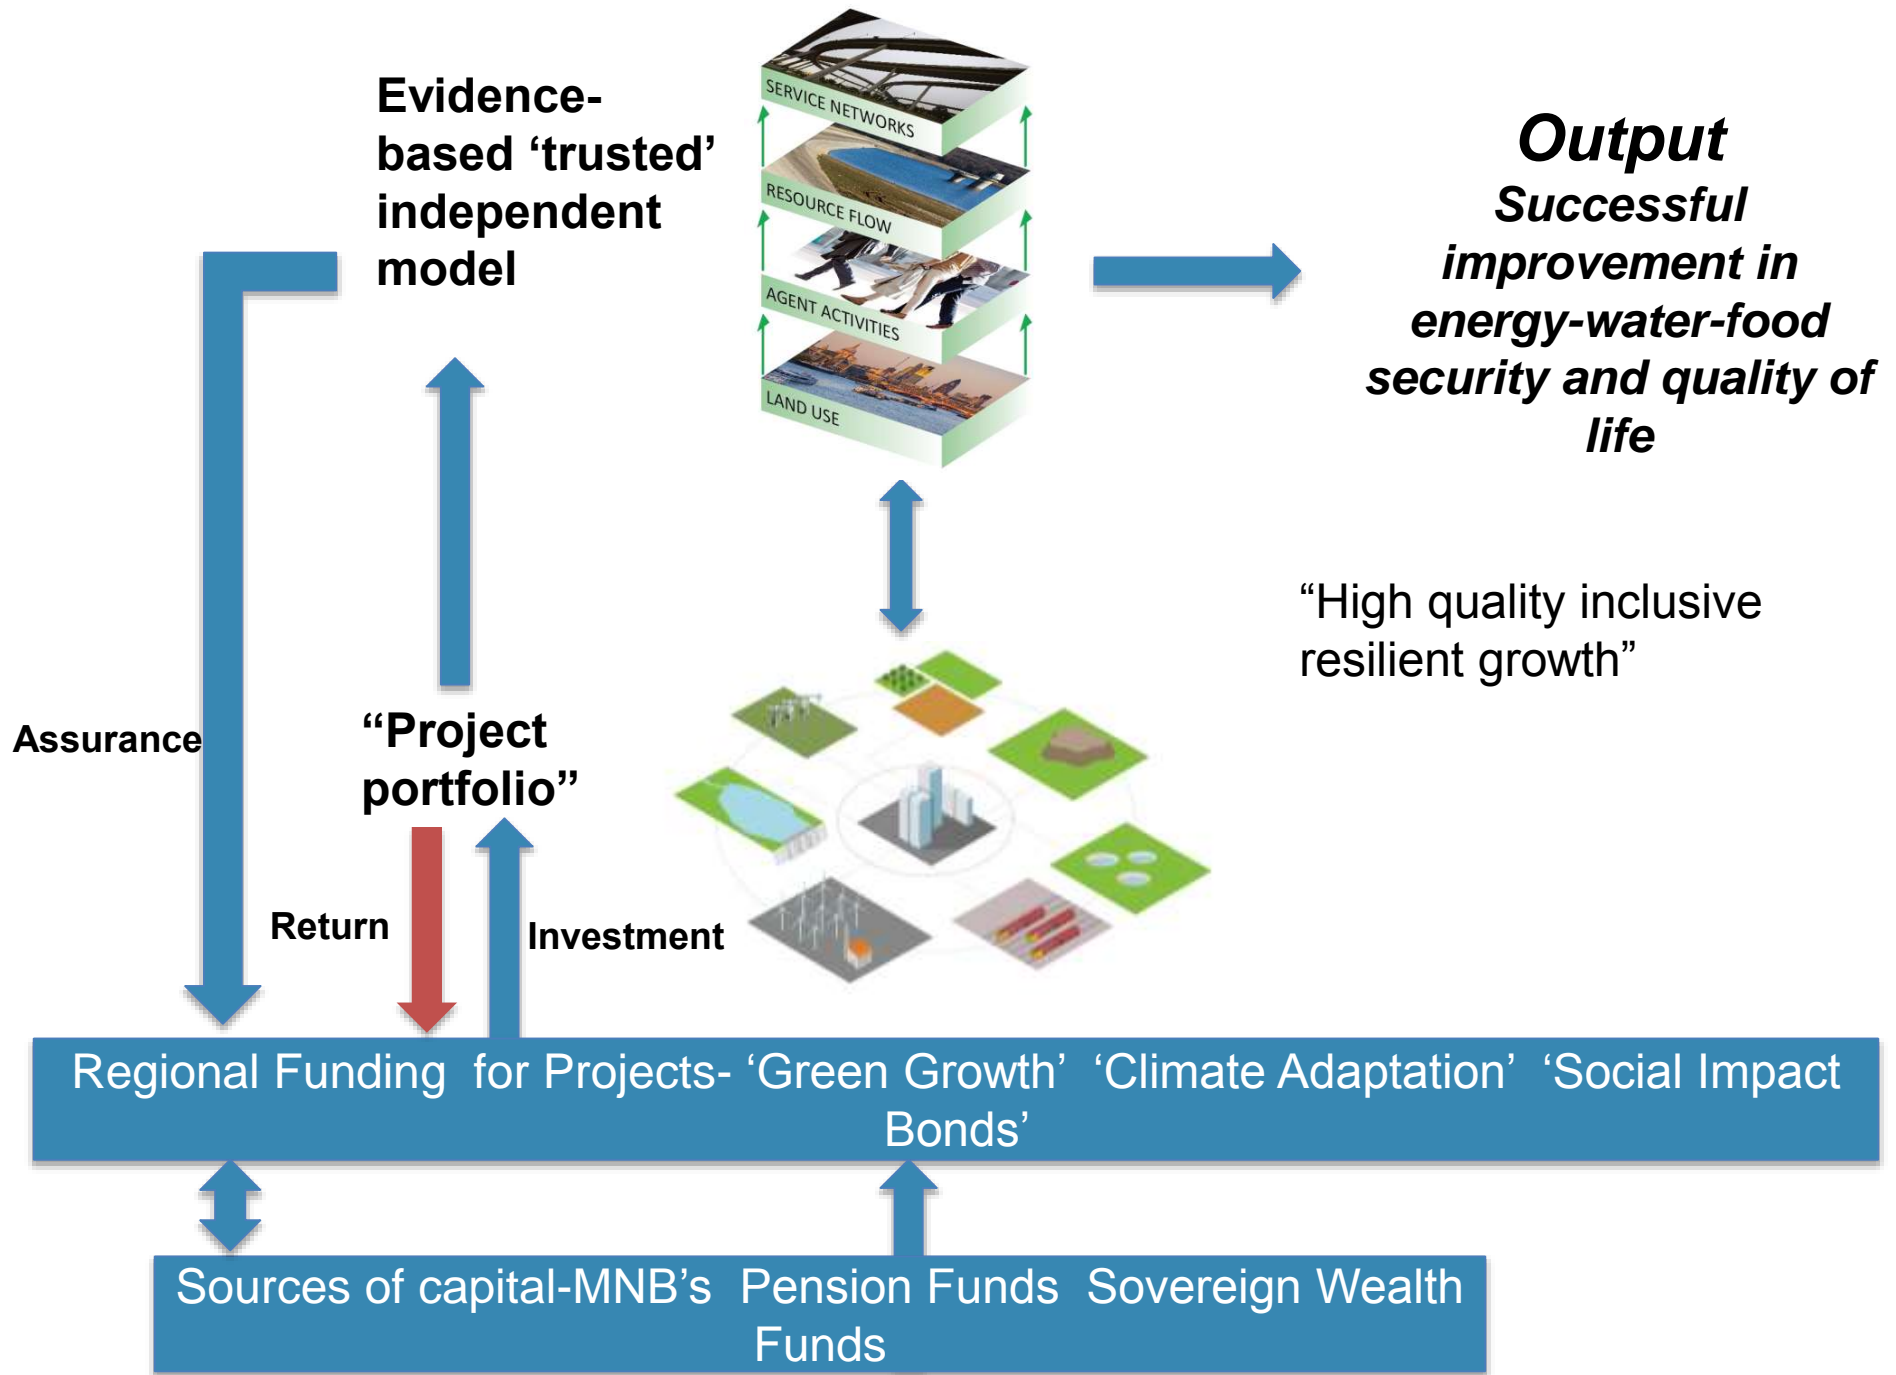 Evidence-
based ‘trusted’
independent
model
SERVICE NETWORKS
RESOURCE FLOW
AGENT ACTIVITIES
LAND USE
Output
Successful
improvement in
energy-water-food
security and quality of
life
“High quality inclusive
resilient growth”
Assurance
“Project
portfolio”
Return
Investment
Regional Funding  for Projects- ‘Green Growth’  ‘Climate Adaptation’  ‘Social Impact
Bonds’
Sources of capital-MNB’s  Pension Funds  Sovereign Wealth
Funds